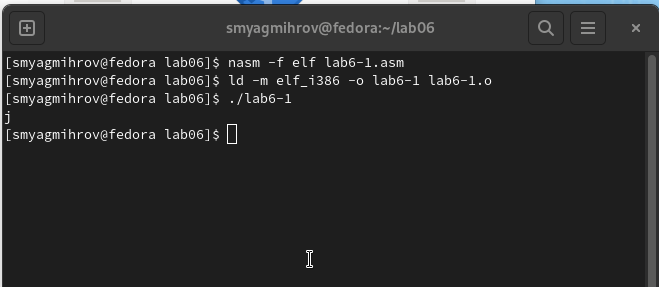 smyagmihrov@fedora:~/lab06
[smyagmihrov@fedora lab06]$ nasm -f elf lab6-1.asm
[smyagmihrov@fedora lab06]$ ld -m elf_i386 -o lab6-1 lab6-1.o
[smyagmihrov@fedora lab06]$ ./lab6-1
j
[smyagmihrov@fedora lab06]$